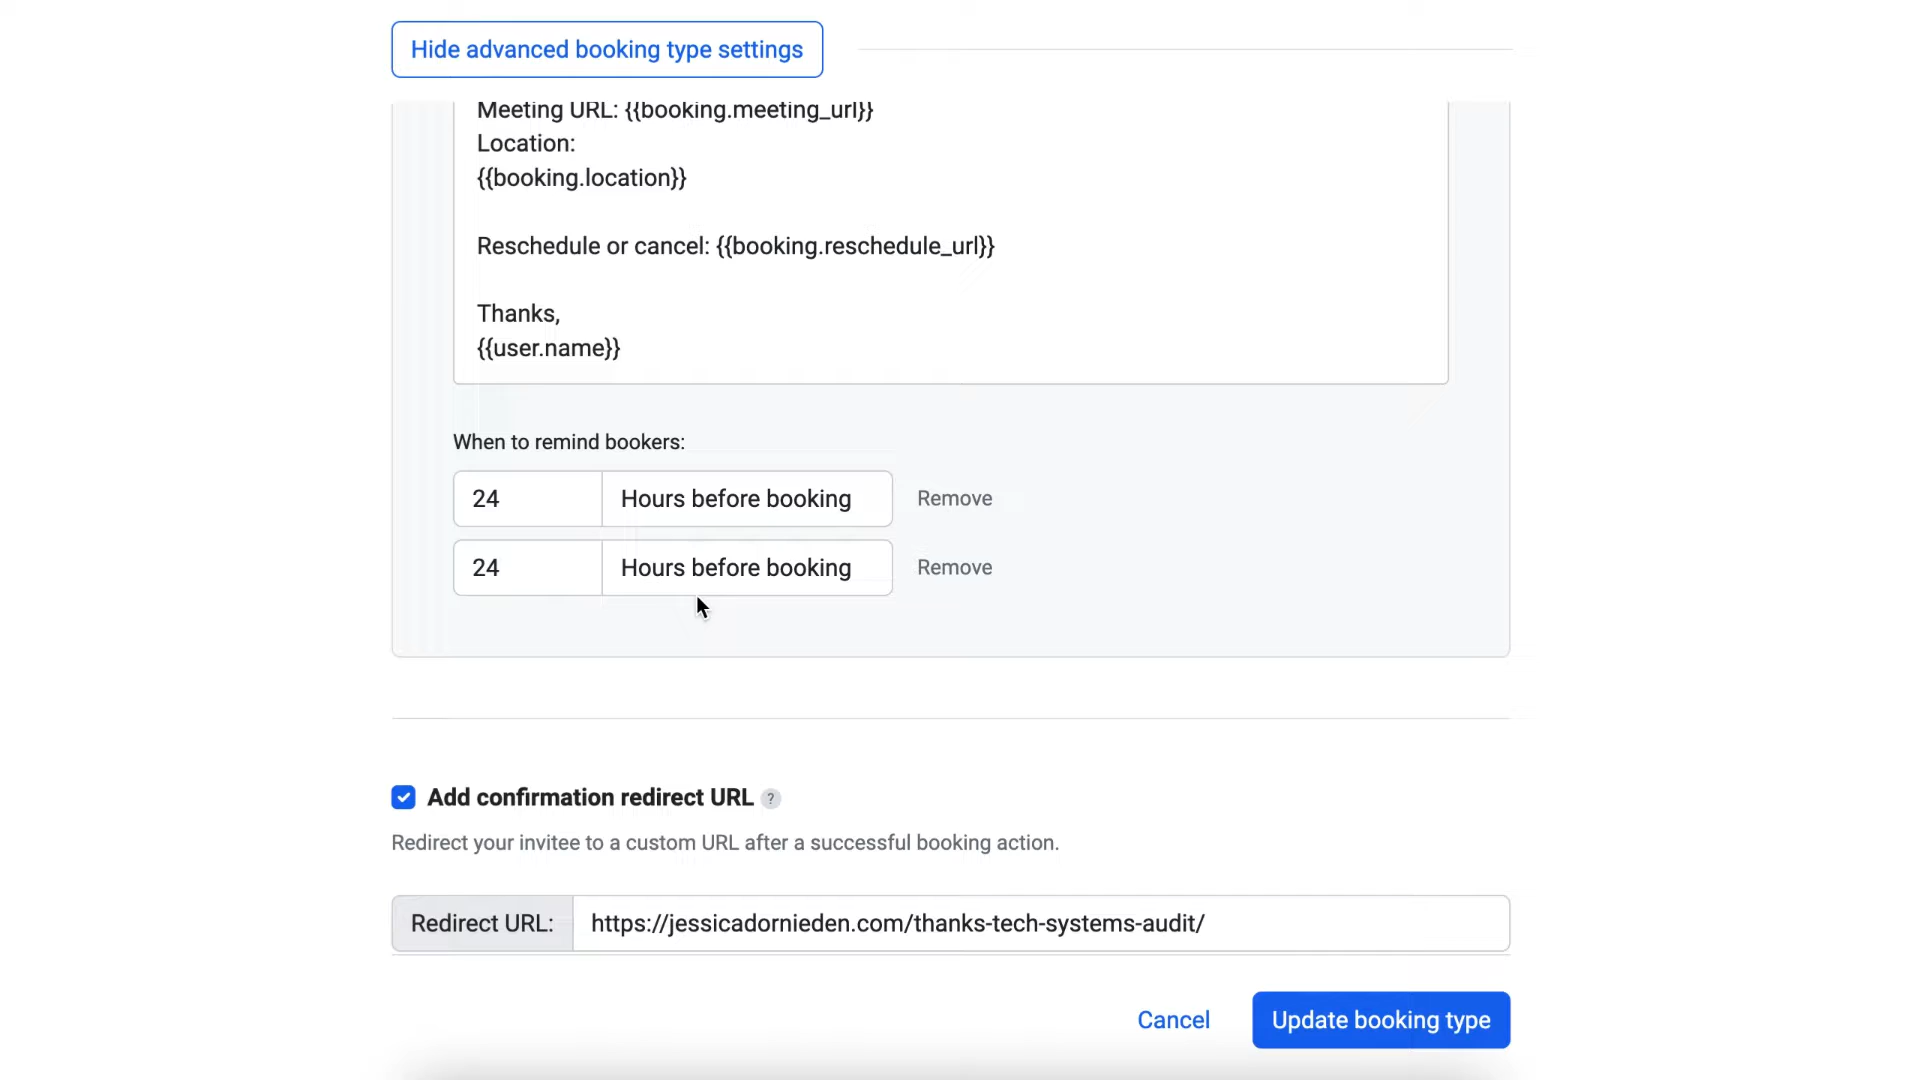 Hide advanced booking type settings
Meeting URL: {{booking.meeting_url}}
Location:
{{booking.location}}
Reschedule or cancel: {{booking.reschedule_url}}
Thanks,
{{user.name}}
When to remind bookers:
24 Hours before booking Remove
24 Hours before booking Remove
Add confirmation redirect URL ?
Redirect your invitee to a custom URL after a successful booking action.
Redirect URL: https://jessicadornieden.com/thanks-tech-systems-audit/
Cancel Update booking type